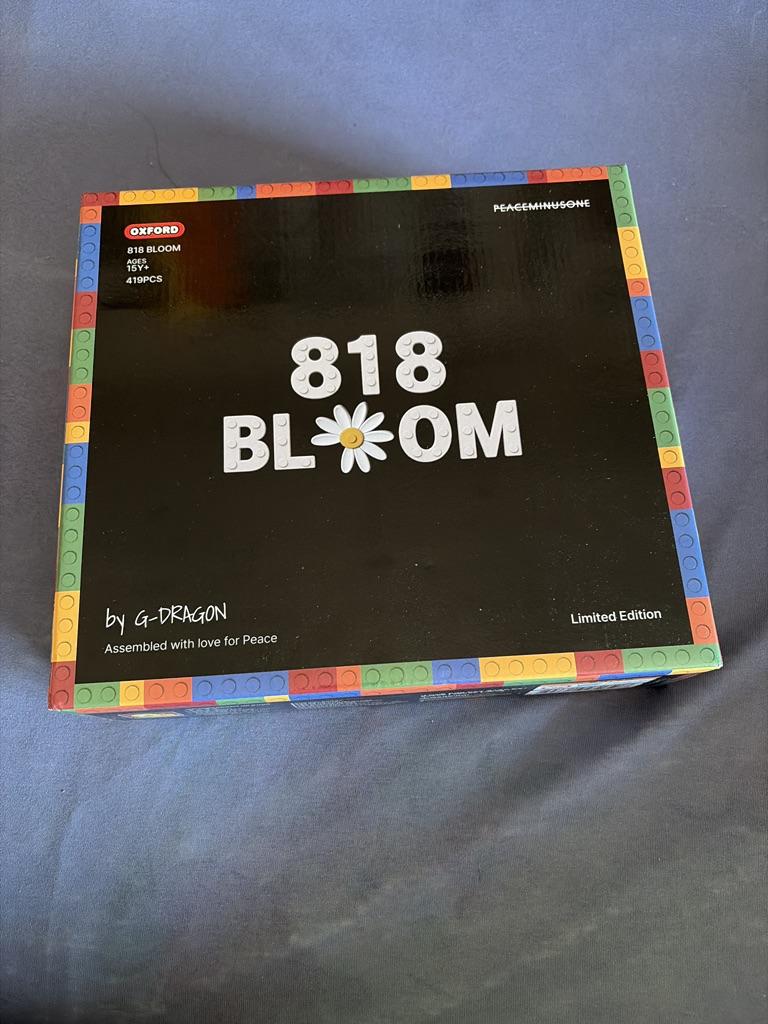 OXFORD
818 BLOOM
AGES
15Y+
419PCS
PEACEMINUSONE
818
BLOOM
by G-DRAGON
Assembled with love for Peace
Limited Edition